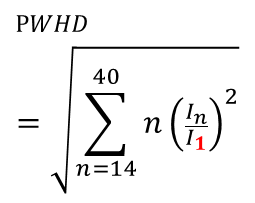 PWHD
= √(∑_{n=14}^{40} n (I_n/I_1)^2)